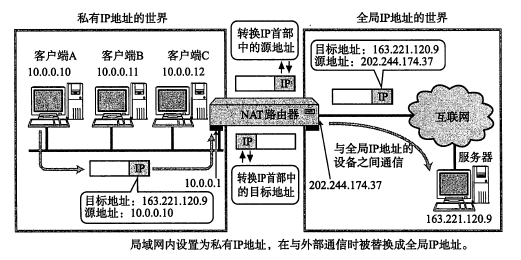 私有IP地址的世界
全局IP地址的世界
客户端A
10.0.0.10
客户端B
10.0.0.11
客户端C
10.0.0.12
转换IP首部
中的源地址
IP
目标地址：163.221.120.9
源地址：202.244.174.37
IP
NAT路由器
互联网
IP
与全局IP地址的
设备之间通信
服务器
IP
10.0.0.1
目标地址：163.221.120.9
源地址：10.0.0.10
转换IP首部中
的目标地址
202.244.174.37
163.221.120.9
局域网内设置为私有IP地址，在与外部通信时被替换成全局IP地址。